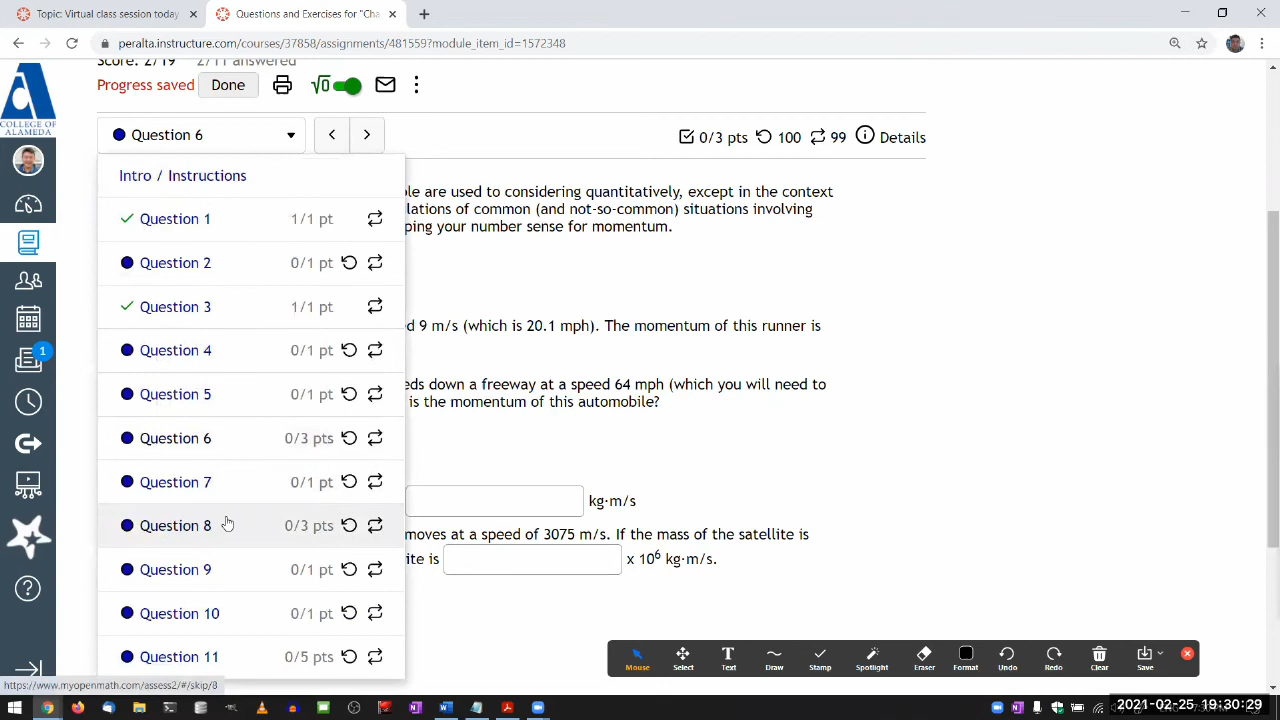 Topic: Virtual class session today
Questions and Exercises for "Cha
peralta.instructure.com/courses/37858/assignments/481559?module_item_id=1572348
COLLEGE OF
ALAMEDA
Score: 2/19 2/11 answered
Progress saved Done √0
Question 6 < > 0/3 pts 100 99 Details
Intro / Instructions
Question 1 1/1 pt
Question 2 0/1 pt
Question 3 1/1 pt
Question 4 0/1 pt
Question 5 0/1 pt
Question 6 0/3 pts
Question 7 0/1 pt
Question 8 0/3 pts
Question 9 0/1 pt
Question 10 0/1 pt
Question 11 0/5 pts
ple are used to considering quantitatively, except in the context
lations of common (and not-so-common) situations involving
ping your number sense for momentum.
d 9 m/s (which is 20.1 mph). The momentum of this runner is
eds down a freeway at a speed 64 mph (which you will need to
is the momentum of this automobile?
kg·m/s
moves at a speed of 3075 m/s. If the mass of the satellite is
ite is x 10⁶ kg·m/s.
1
Mouse Select Text Draw Stamp Spotlight Eraser Format Undo Redo Clear Save
https://www.myopenmath.com/assess2/#/skip/8
2021-02-25 19:30:29